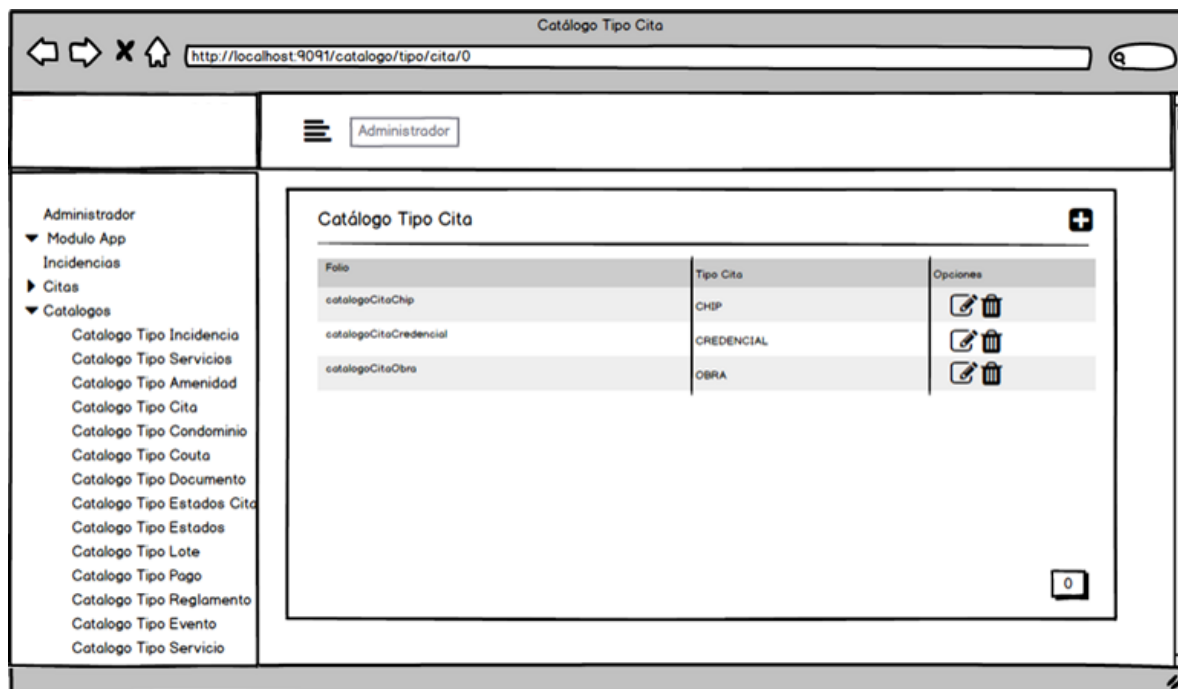 Catálogo Tipo Cita
http://localhost:9091/catalogo/tipo/cita/0
Administrador
Administrador
Modulo App
Incidencias
Citas
Catalogos
Catalogo Tipo Incidencia
Catalogo Tipo Servicios
Catalogo Tipo Amenidad
Catalogo Tipo Cita
Catalogo Tipo Condominio
Catalogo Tipo Couta
Catalogo Tipo Documento
Catalogo Tipo Estados Cita
Catalogo Tipo Estados
Catalogo Tipo Lote
Catalogo Tipo Pago
Catalogo Tipo Reglamento
Catalogo Tipo Evento
Catalogo Tipo Servicio
Catálogo Tipo Cita
Folio Tipo Cita Opciones
catalogoCitaChip CHIP
catalogoCitaCredencial CREDENCIAL
catalogoCitaObra OBRA
0